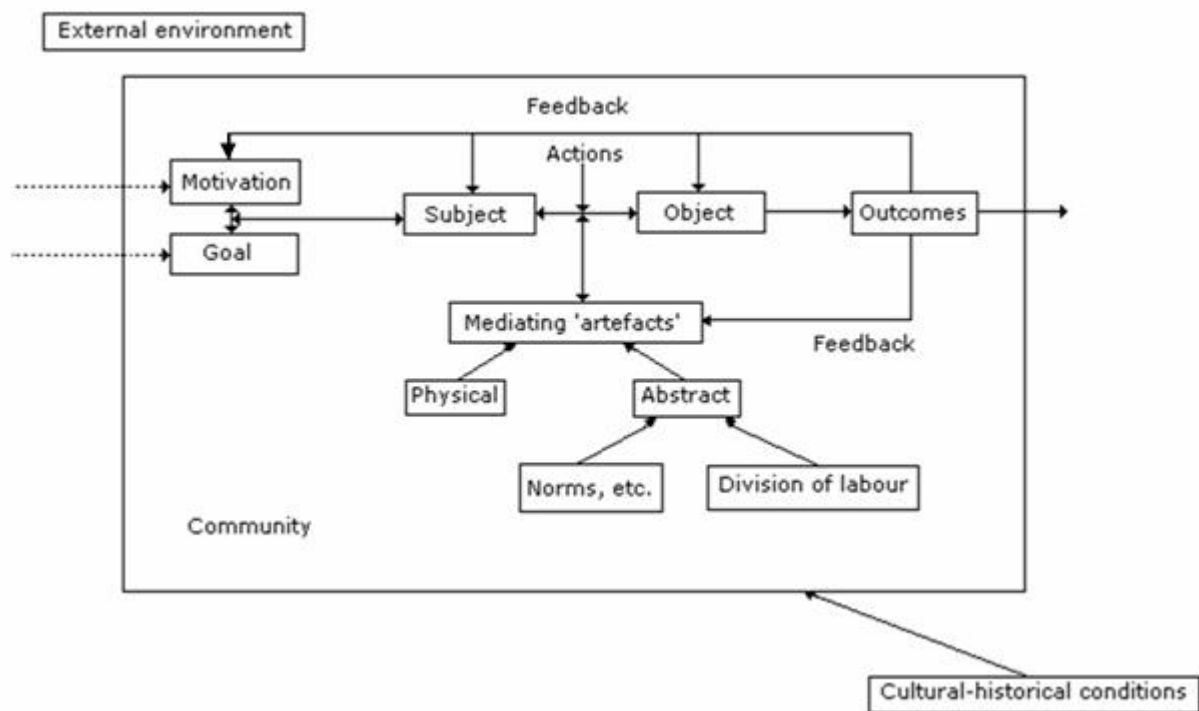 External environment
Feedback
Actions
Motivation
Subject
Object
Outcomes
Goal
Mediating 'artefacts'
Feedback
Physical
Abstract
Norms, etc.
Division of labour
Community
Cultural-historical conditions